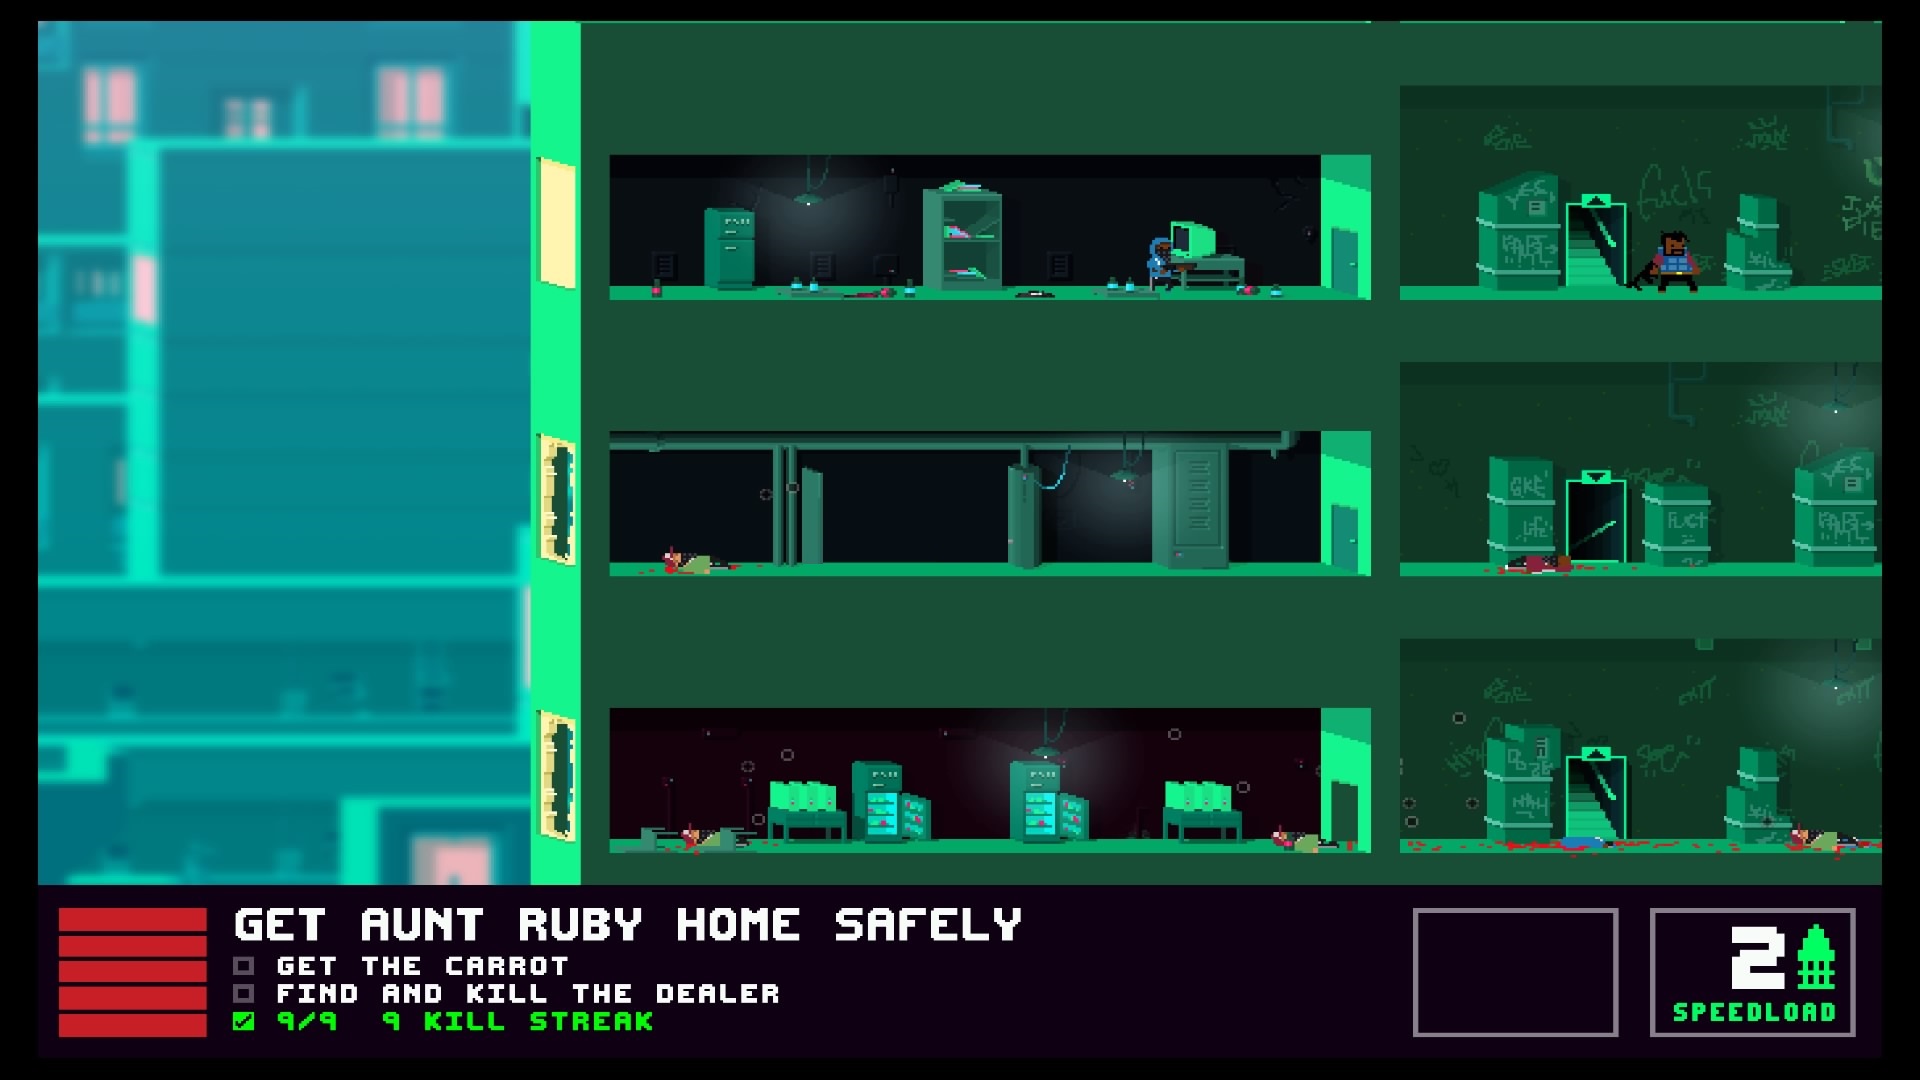 GET AUNT RUBY HOME SAFELY
GET THE CARROT
FIND AND KILL THE DEALER
9/9 9 KILL STREAK
2
SPEEDLOAD